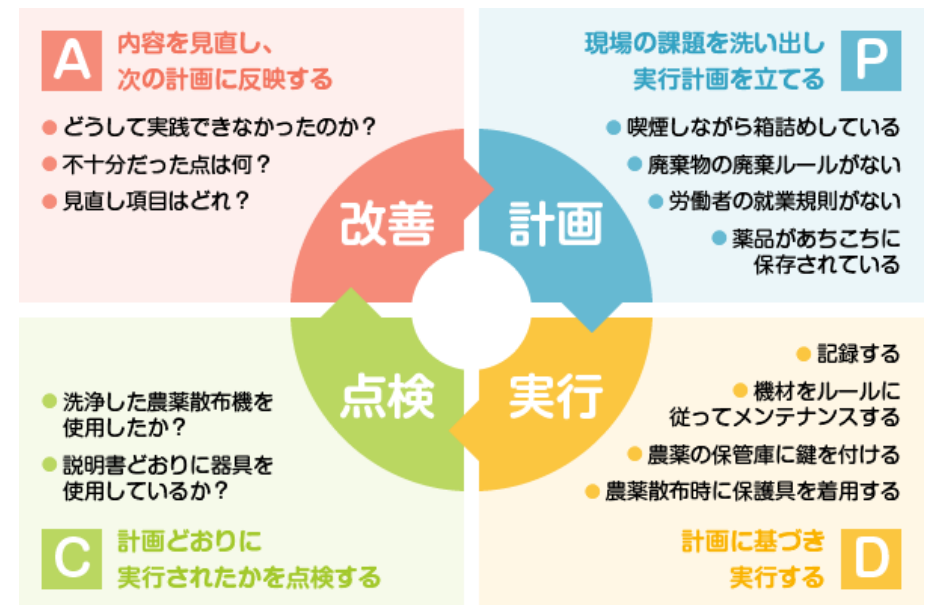 A
内容を見直し、
次の計画に反映する
● どうして実践できなかったのか？
● 不十分だった点は何？
● 見直し項目はどれ？
改善
P
現場の課題を洗い出し
実行計画を立てる
● 喫煙しながら箱詰めしている
● 廃棄物の廃棄ルールがない
● 労働者の就業規則がない
● 薬品があちこちに
保存されている
計画
点検
● 洗浄した農薬散布機を
使用したか？
● 説明書どおりに器具を
使用しているか？
C
計画どおりに
実行されたかを点検する
実行
● 記録する
● 機材をルールに
従ってメンテナンスする
● 農薬の保管庫に鍵を付ける
● 農薬散布時に保護具を着用する
計画に基づき
実行する
D